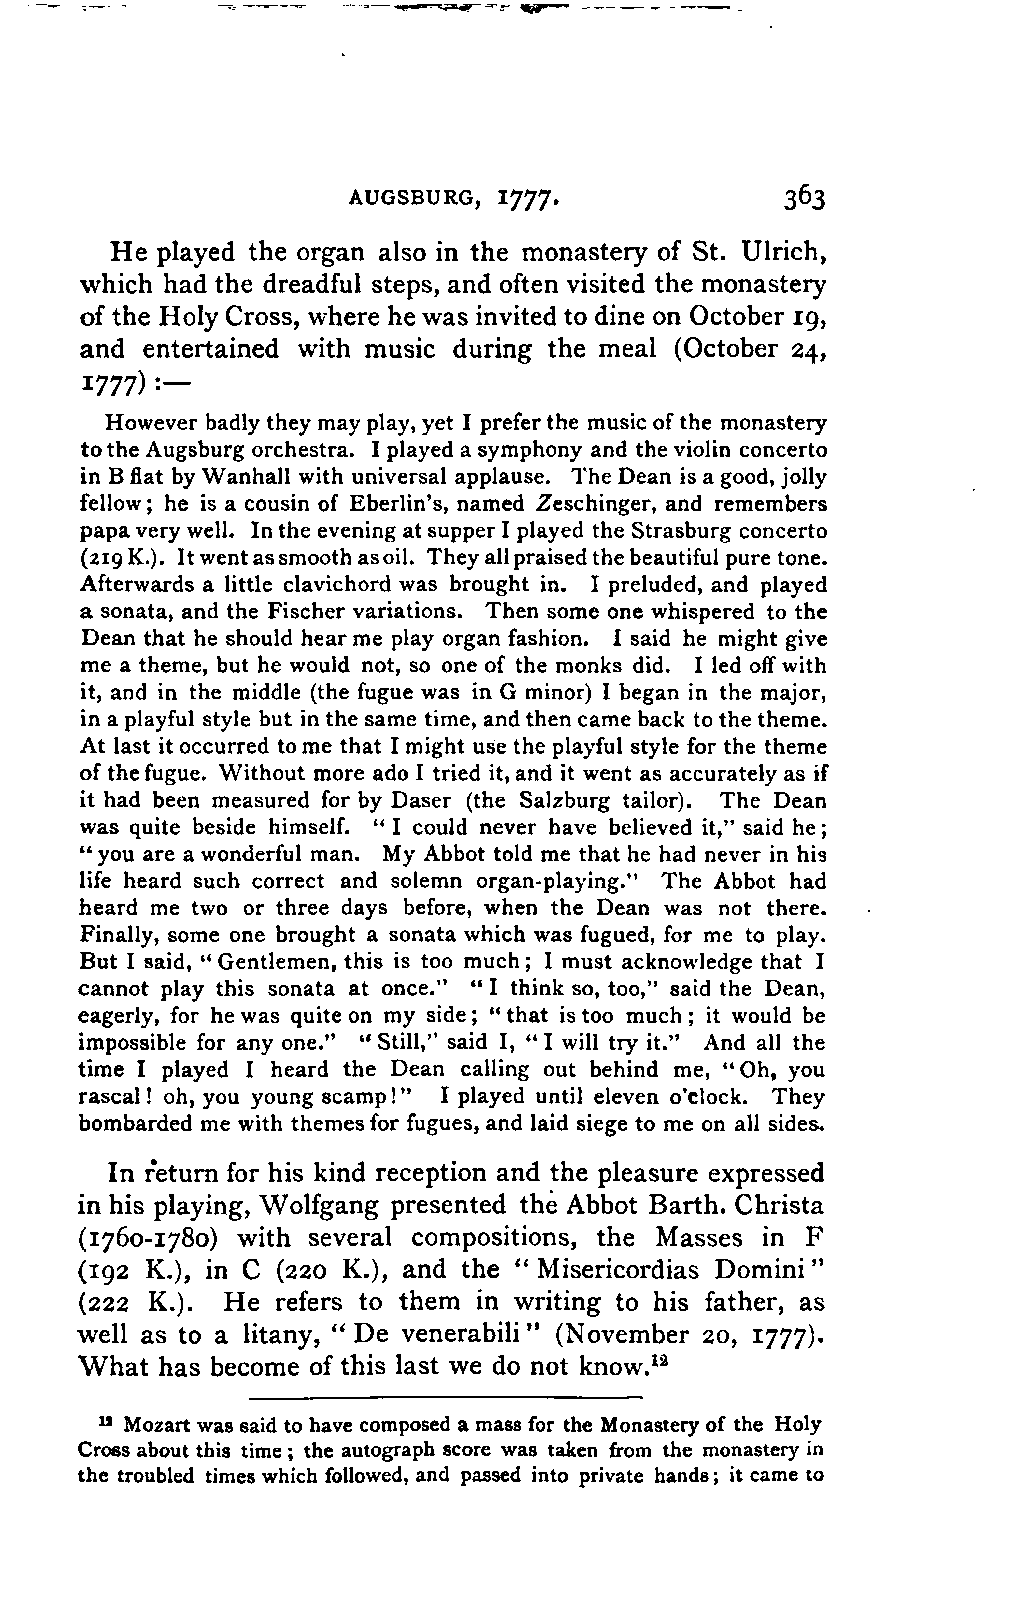 AUGSBURG, 1777. 363
He played the organ also in the monastery of St. Ulrich,
which had the dreadful steps, and often visited the monastery
of the Holy Cross, where he was invited to dine on October 19,
and entertained with music during the meal (October 24,
1777) :—
However badly they may play, yet I prefer the music of the monastery
to the Augsburg orchestra. I played a symphony and the violin concerto
in B flat by Wanhall with universal applause. The Dean is a good, jolly
fellow; he is a cousin of Eberlin's, named Zeschinger, and remembers
papa very well. In the evening at supper I played the Strasburg concerto
(219 K.). It went as smooth as oil. They all praised the beautiful pure tone.
Afterwards a little clavichord was brought in. I preluded, and played
a sonata, and the Fischer variations. Then some one whispered to the
Dean that he should hear me play organ fashion. I said he might give
me a theme, but he would not, so one of the monks did. I led off with
it, and in the middle (the fugue was in G minor) I began in the major,
in a playful style but in the same time, and then came back to the theme.
At last it occurred to me that I might use the playful style for the theme
of the fugue. Without more ado I tried it, and it went as accurately as if
it had been measured for by Daser (the Salzburg tailor). The Dean
was quite beside himself. "I could never have believed it," said he;
"you are a wonderful man. My Abbot told me that he had never in his
life heard such correct and solemn organ-playing." The Abbot had
heard me two or three days before, when the Dean was not there.
Finally, some one brought a sonata which was fugued, for me to play.
But I said, "Gentlemen, this is too much; I must acknowledge that I
cannot play this sonata at once." "I think so, too," said the Dean,
eagerly, for he was quite on my side; "that is too much; it would be
impossible for any one." "Still," said I, "I will try it." And all the
time I played I heard the Dean calling out behind me, "Oh, you
rascal! oh, you young scamp!" I played until eleven o'clock. They
bombarded me with themes for fugues, and laid siege to me on all sides.
In return for his kind reception and the pleasure expressed
in his playing, Wolfgang presented the Abbot Barth. Christa
(1760-1780) with several compositions, the Masses in F
(192 K.), in C (220 K.), and the "Misericordias Domini"
(222 K.). He refers to them in writing to his father, as
well as to a litany, "De venerabili" (November 20, 1777).
What has become of this last we do not know.¹²
¹² Mozart was said to have composed a mass for the Monastery of the Holy
Cross about this time; the autograph score was taken from the monastery in
the troubled times which followed, and passed into private hands; it came to